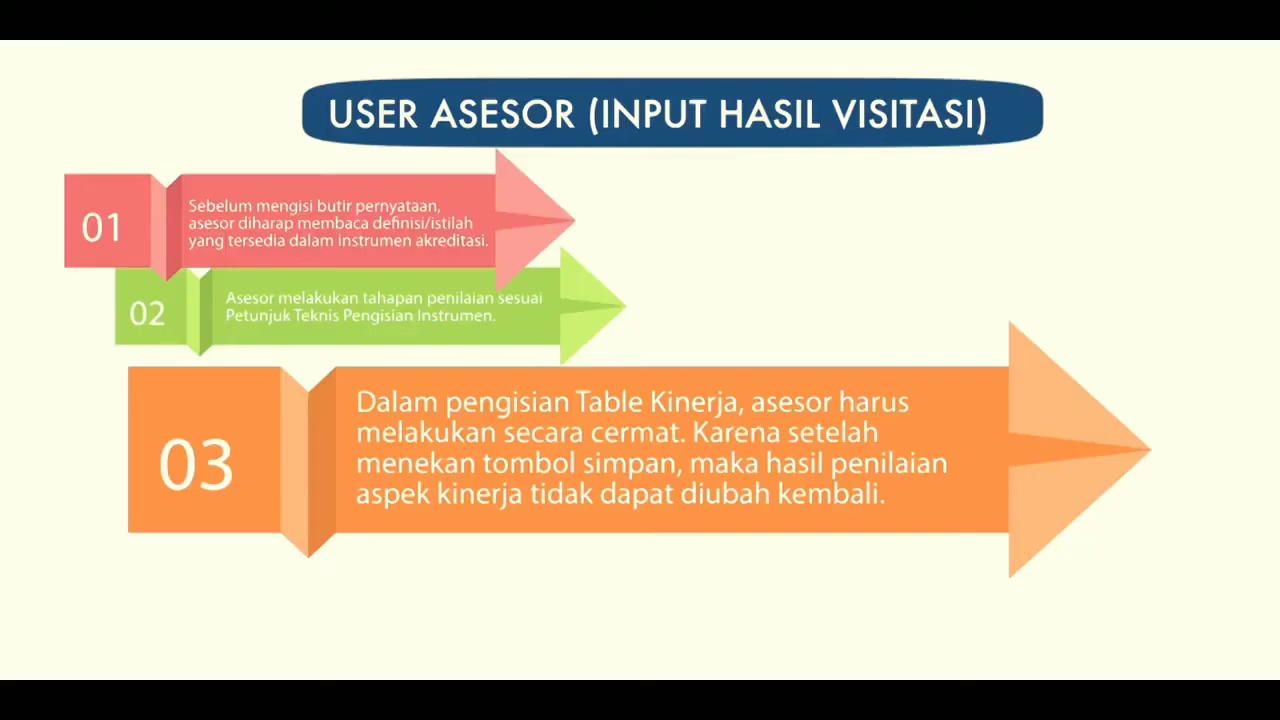 USER ASESOR (INPUT HASIL VISITASI)
01
Sebelum mengisi butir pernyataan,
asesor diharap membaca definisi/istilah
yang tersedia dalam instrumen akreditasi.
02
Asesor melakukan tahapan penilaian sesuai
Petunjuk Teknis Pengisian Instrumen.
03
Dalam pengisian Table Kinerja, asesor harus
melakukan secara cermat. Karena setelah
menekan tombol simpan, maka hasil penilaian
aspek kinerja tidak dapat diubah kembali.